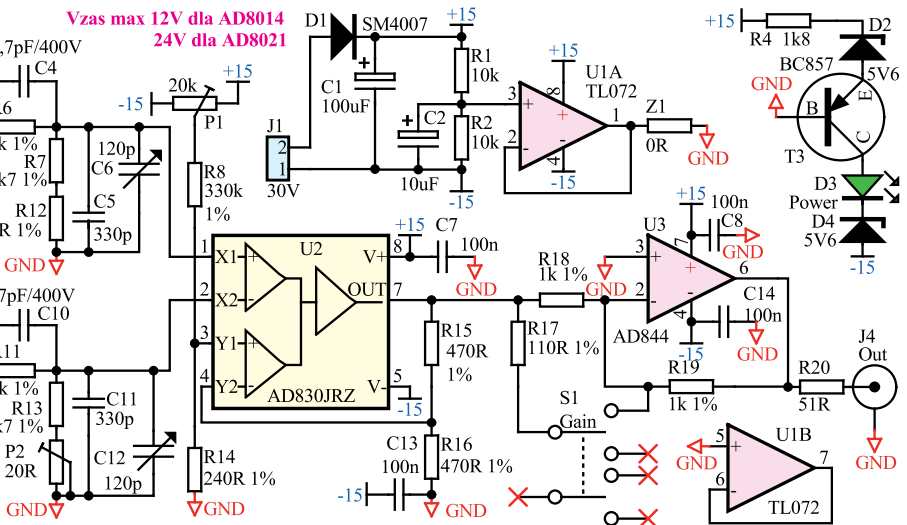 Vzas max 12V dla AD8014
24V dla AD8021
,7pF/400V
C4
R6
k 1%
R7
k7 1%
R12
R 1%
GND
120p
C6
C5
330p
20k
+15
-15
P1
R8
330k
1%
D1
SM4007
+15
+
C1
100uF
J1
2
1
30V
+
C2
10uF
R1
10k
R2
10k
-15
+15
U1A
TL072
8
3
+
+
1
2
-
4
-
-15
Z1
0R
GND
+15
R4 1k8
D2
5V6
BC857
GND
B
E
C
T3
D3
Power
D4
5V6
-15
U2
1
X1
+
2
X2
-
3
Y1
+
4
Y2
-
8
V+
OUT
7
V-
5
AD830JRZ
-15
+15
C7
100n
GND
R15
470R
1%
R16
470R 1%
C13
100n
-15
GND
R17
110R 1%
R18
1k 1%
GND
U3
+15
100n
C8
GND
7
3
+
+
6
2
-
4
-
AD844
-15
C14
100n
GND
R19
1k 1%
R20
51R
J4
Out
GND
S1
Gain
U1B
GND
5
+
7
6
-
TL072
7pF/400V
C10
R11
k 1%
R13
k7 1%
P2
20R
GND
C11
330p
C12
120p
R14
240R 1%
GND